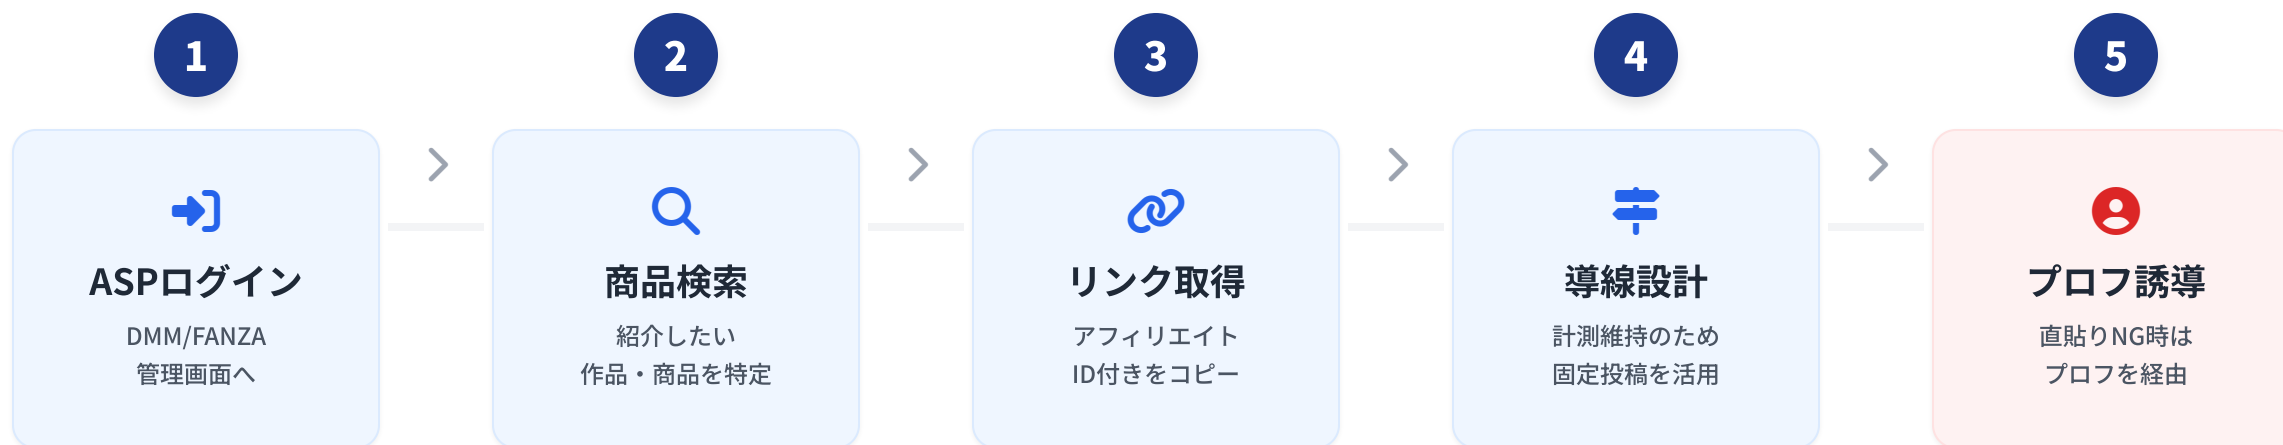 1
ASPログイン
DMM/FANZA
管理画面へ
2
商品検索
紹介したい
作品・商品を特定
3
リンク取得
アフィリエイト
ID付きをコピー
4
導線設計
計測維持のため
固定投稿を活用
5
プロフ誘導
直貼りNG時は
プロフを経由